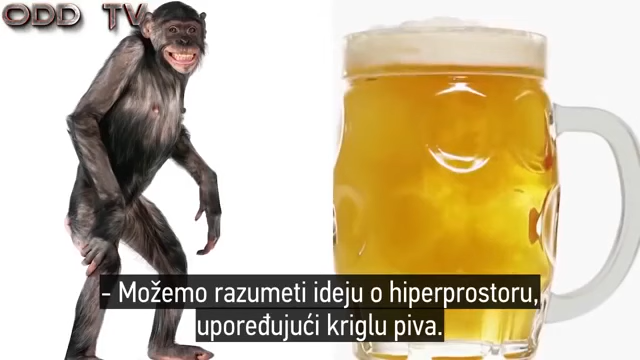 ODD TV
- Možemo razumeti ideju o hiperprostoru,
upoređujući kriglu piva.